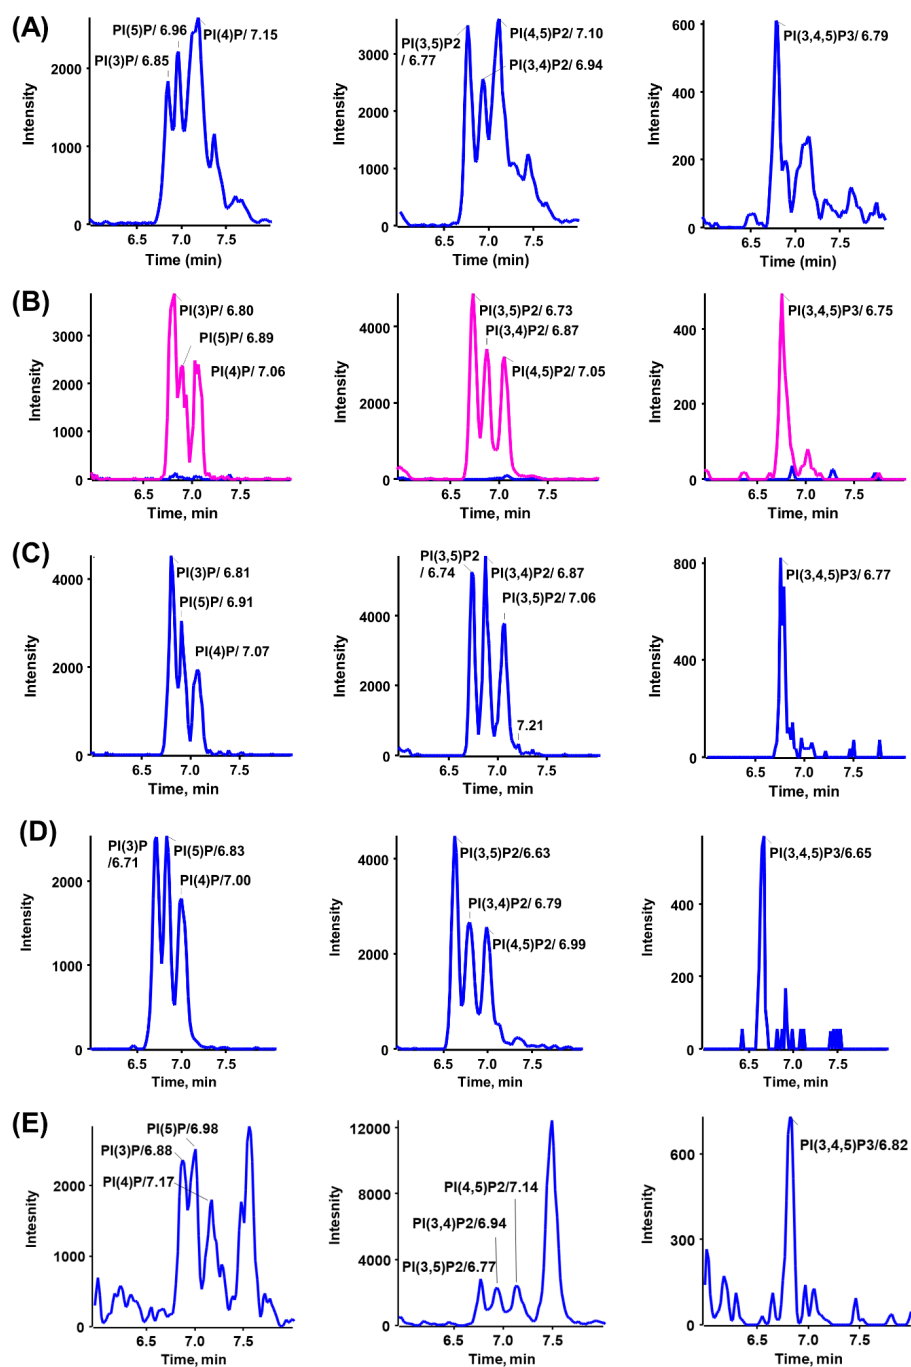 (A)
Intensity
2000
1000
0
PI(5)P/ 6.96
PI(4)P/ 7.15
PI(3)P/ 6.85
6.5 7.0 7.5
Time (min)
Intensity
3000
2000
1000
0
PI(3,5)P2
/ 6.77
PI(4,5)P2/ 7.10
PI(3,4)P2/ 6.94
6.5 7.0 7.5
Time (min)
Intensity
600
400
200
0
PI(3,4,5)P3/ 6.79
6.5 7.0 7.5
Time (min)
(B)
Intensity
3000
2000
1000
0
PI(3)P/ 6.80
PI(5)P/ 6.89
PI(4)P/ 7.06
6.5 7.0 7.5
Time, min
Intensity
4000
2000
0
PI(3,5)P2/ 6.73
PI(3,4)P2/ 6.87
PI(4,5)P2/ 7.05
6.5 7.0 7.5
Time, min
Intensity
400
200
0
PI(3,4,5)P3/ 6.75
6.5 7.0 7.5
Time, min
(C)
Intensity
4000
2000
0
PI(3)P/ 6.81
PI(5)P/ 6.91
PI(4)P/ 7.07
6.5 7.0 7.5
Time, min
Intensity
4000
2000
0
PI(3,5)P2
/ 6.74
PI(3,4)P2/ 6.87
PI(3,5)P2/ 7.06
7.21
6.5 7.0 7.5
Time, min
Intensity
800
400
0
PI(3,4,5)P3/ 6.77
6.5 7.0 7.5
Time, min
(D)
Intensity
2000
1000
0
PI(3)P
/6.71
PI(5)P/6.83
PI(4)P/7.00
6.5 7.0 7.5
Time, min
Intensity
4000
2000
0
PI(3,5)P2/6.63
PI(3,4)P2/ 6.79
PI(4,5)P2/ 6.99
6.5 7.0 7.5
Time, min
Intensity
400
200
0
PI(3,4,5)P3/6.65
6.5 7.0 7.5
Time, min
(E)
Intesnity
2000
1000
0
PI(5)P/6.98
PI(3)P/6.88
PI(4)P/7.17
6.5 7.0 7.5
Time, min
Intesnity
12000
8000
4000
0
PI(4,5)P2/7.14
PI(3,4)P2/6.94
PI(3,5)P2/6.77
6.5 7.0 7.5
Time, min
Intesnity
600
300
0
PI(3,4,5)P3/6.82
6.5 7.0 7.5
Time, min